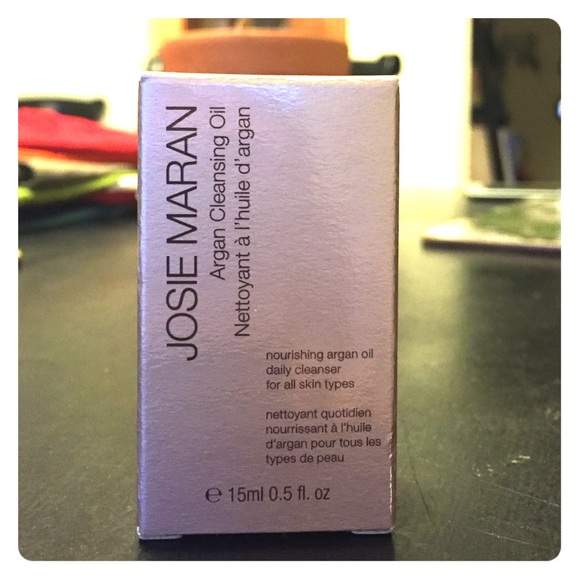 JOSIE MARAN
Argan Cleansing Oil
Nettoyant à l'huile d'argan
nourishing argan oil
daily cleanser
for all skin types
nettoyant quotidien
nourrissant à l'huile
d'argan pour tous les
types de peau
℮ 15ml 0.5 fl. oz